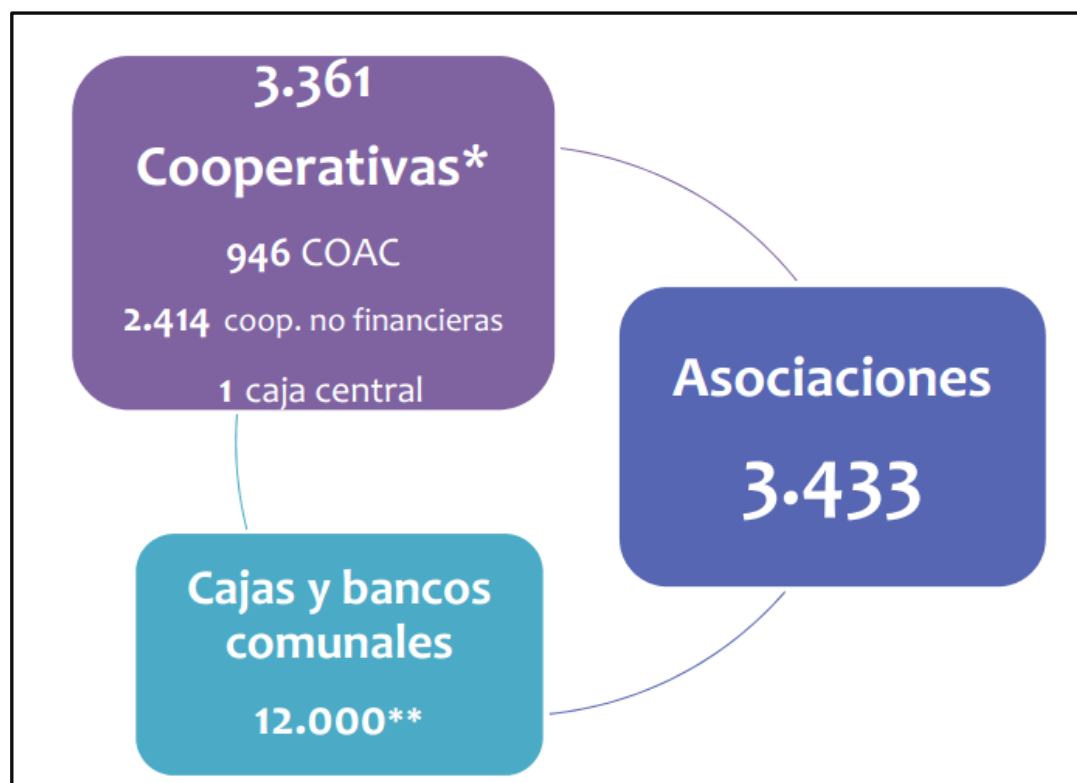 3.361
Cooperativas*
946 COAC
2.414 coop. no financieras
1 caja central
Asociaciones
3.433
Cajas y bancos
comunales
12.000**